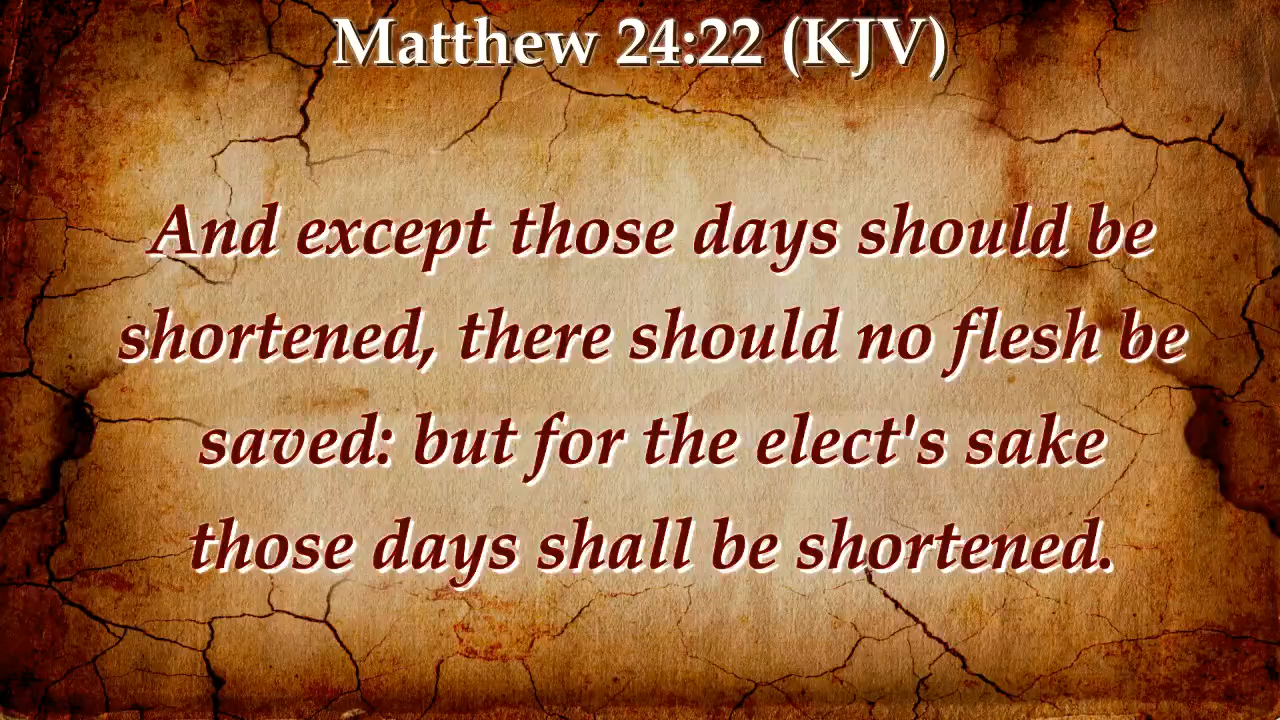 Matthew 24:22 (KJV)
And except those days should be
shortened, there should no flesh be
saved: but for the elect's sake
those days shall be shortened.